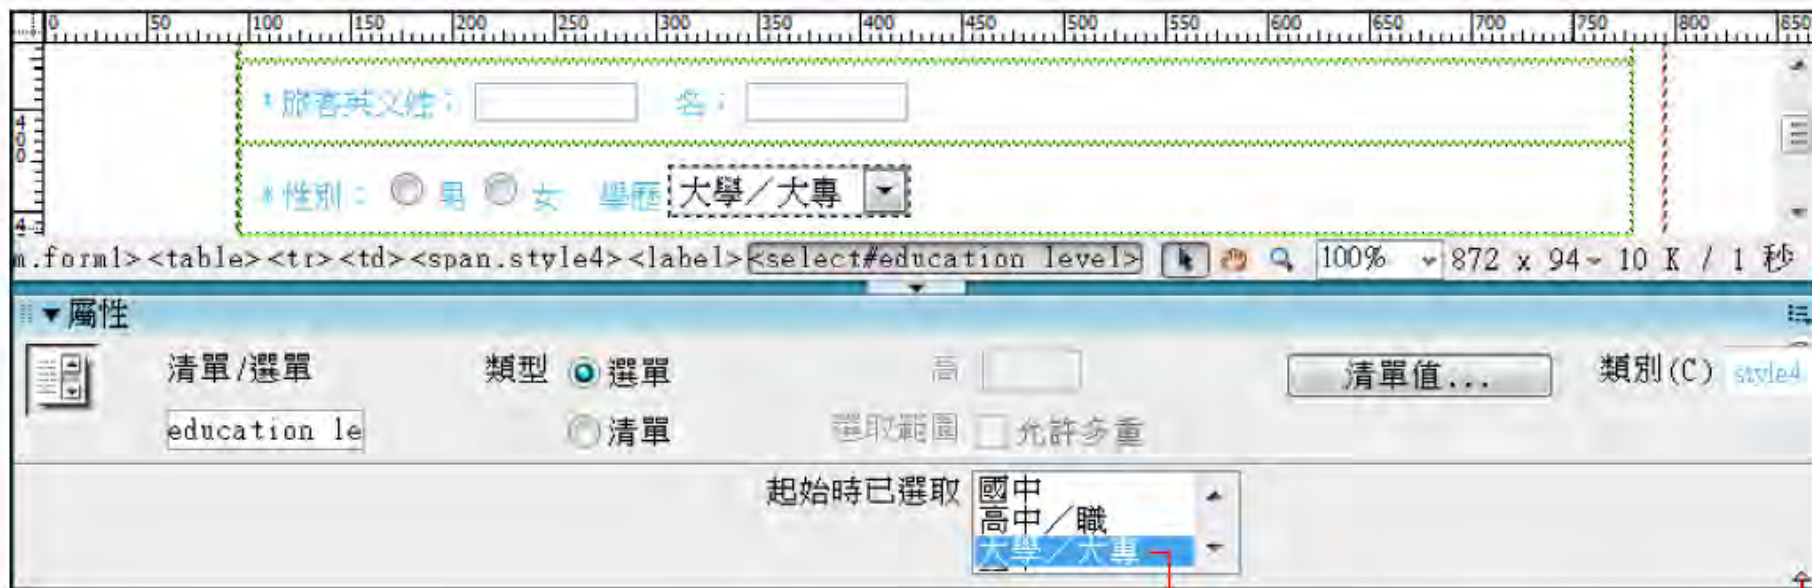 0 50 100 150 200 250 300 350 400 450 500 550 600 650 700 750 800 850
*旅客英文姓： 名：
*性別： 男 女 學歷 大學／大專
m.form1><table><tr><td><span.style4><label><select#education level> 100% 872 x 94 10 K / 1 秒
屬性
清單/選單 類型 選單 高 清單值... 類別(C) style4
education le 清單 選取範圍 允許多重
起始時已選取 國中
高中／職
大學／大專